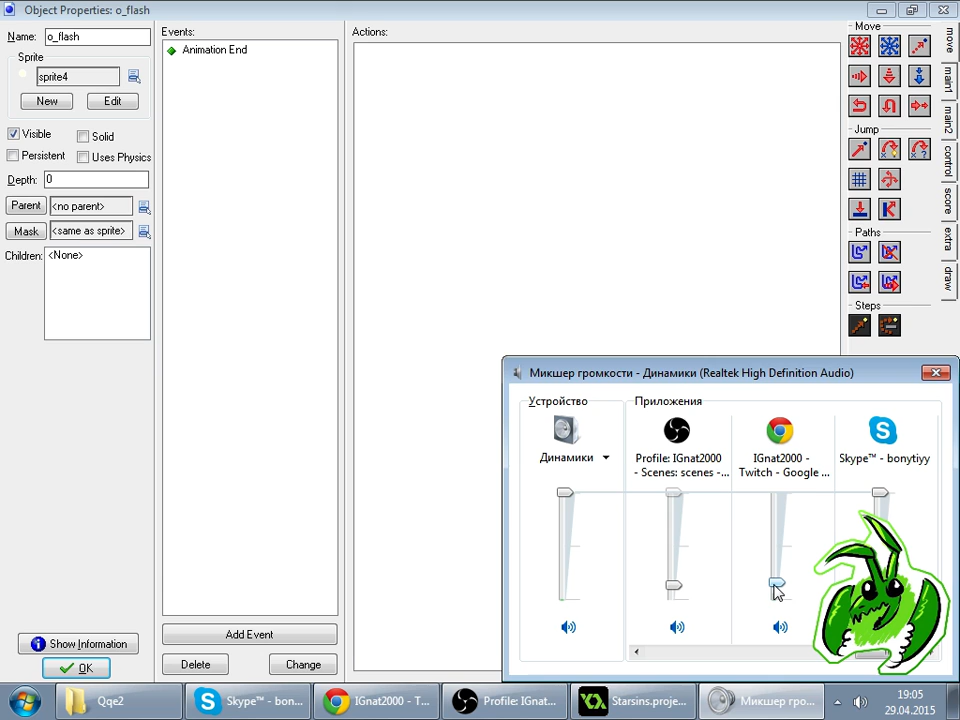 Object Properties: o_flash
Name: o_flash
Sprite
sprite4
New Edit
Visible Solid
Persistent Uses Physics
Depth: 0
Parent <no parent>
Mask <same as sprite>
Children: <None>
Show Information
OK
Events:
Animation End
Add Event
Delete Change
Actions:
Move
Jump
Paths
Steps
move
main1
main2
control
score
extra
draw
Микшер громкости - Динамики (Realtek High Definition Audio)
Устройство
Динамики
Приложения
Profile: IGnat2000
- Scenes: scenes -...
IGnat2000 -
Twitch - Google ...
Skype™ - bonytiyy
Qqe2
Skype™ - bon...
IGnat2000 - T...
Profile: IGnat...
Starsins.proje...
Микшер гро...
19:05
29.04.2015